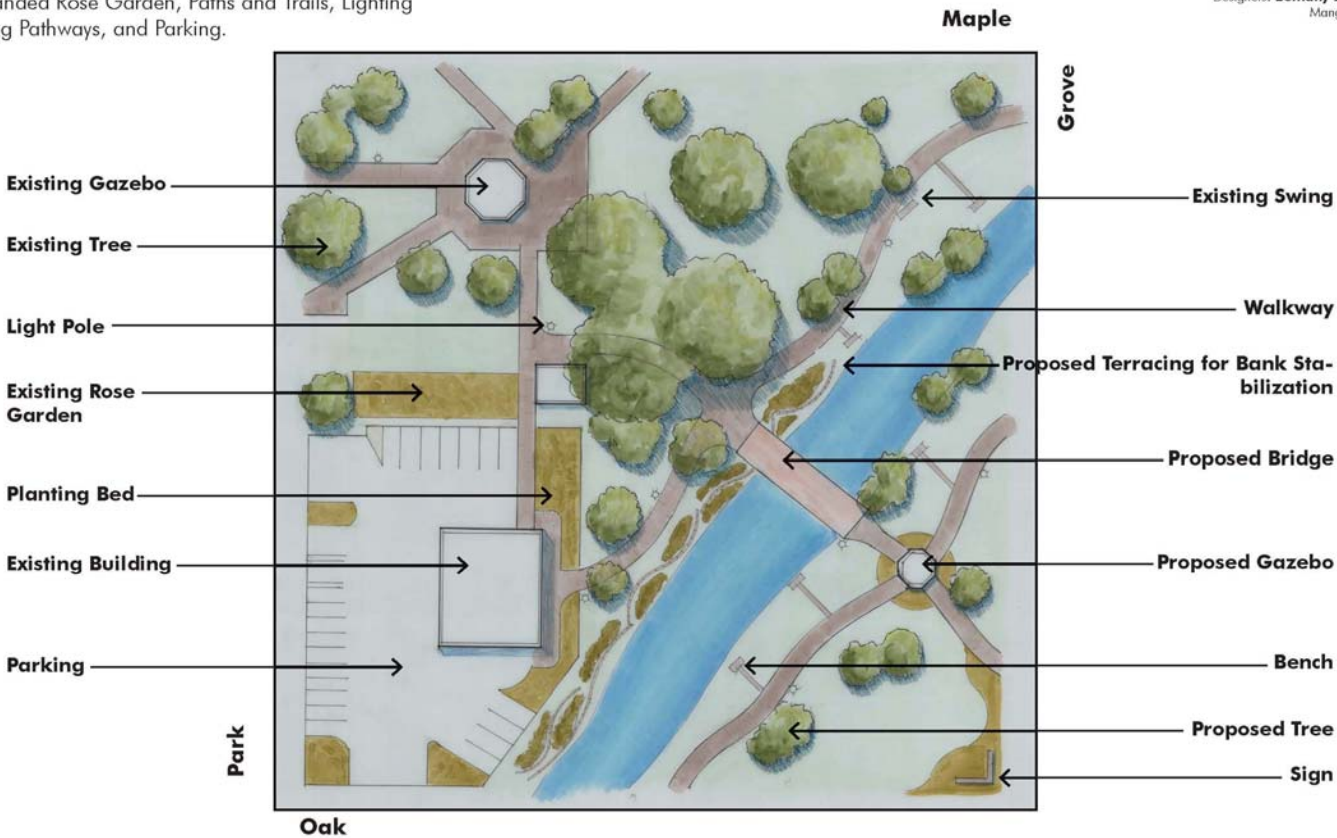 Rose Garden, Paths and Trails, Lighting
Pathways, and Parking.
Maple
Grove
Existing Gazebo
Existing Tree
Light Pole
Existing Rose
Garden
Planting Bed
Existing Building
Parking
Park
Oak
Existing Swing
Walkway
Proposed Terracing for Bank Sta-
bilization
Proposed Bridge
Proposed Gazebo
Bench
Proposed Tree
Sign